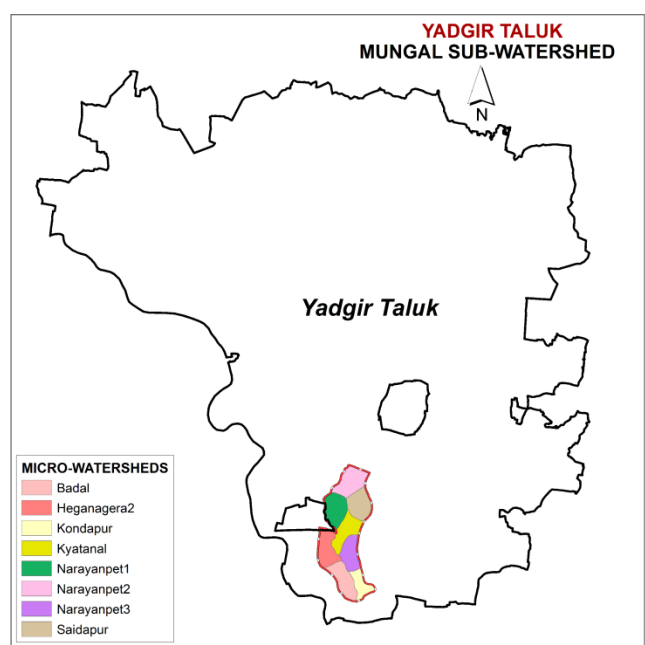 YADGIR TALUK
MUNGAL SUB-WATERSHED
N
Yadgir Taluk
MICRO-WATERSHEDS
Badal
Heganagera2
Kondapur
Kyatanal
Narayanpet1
Narayanpet2
Narayanpet3
Saidapur